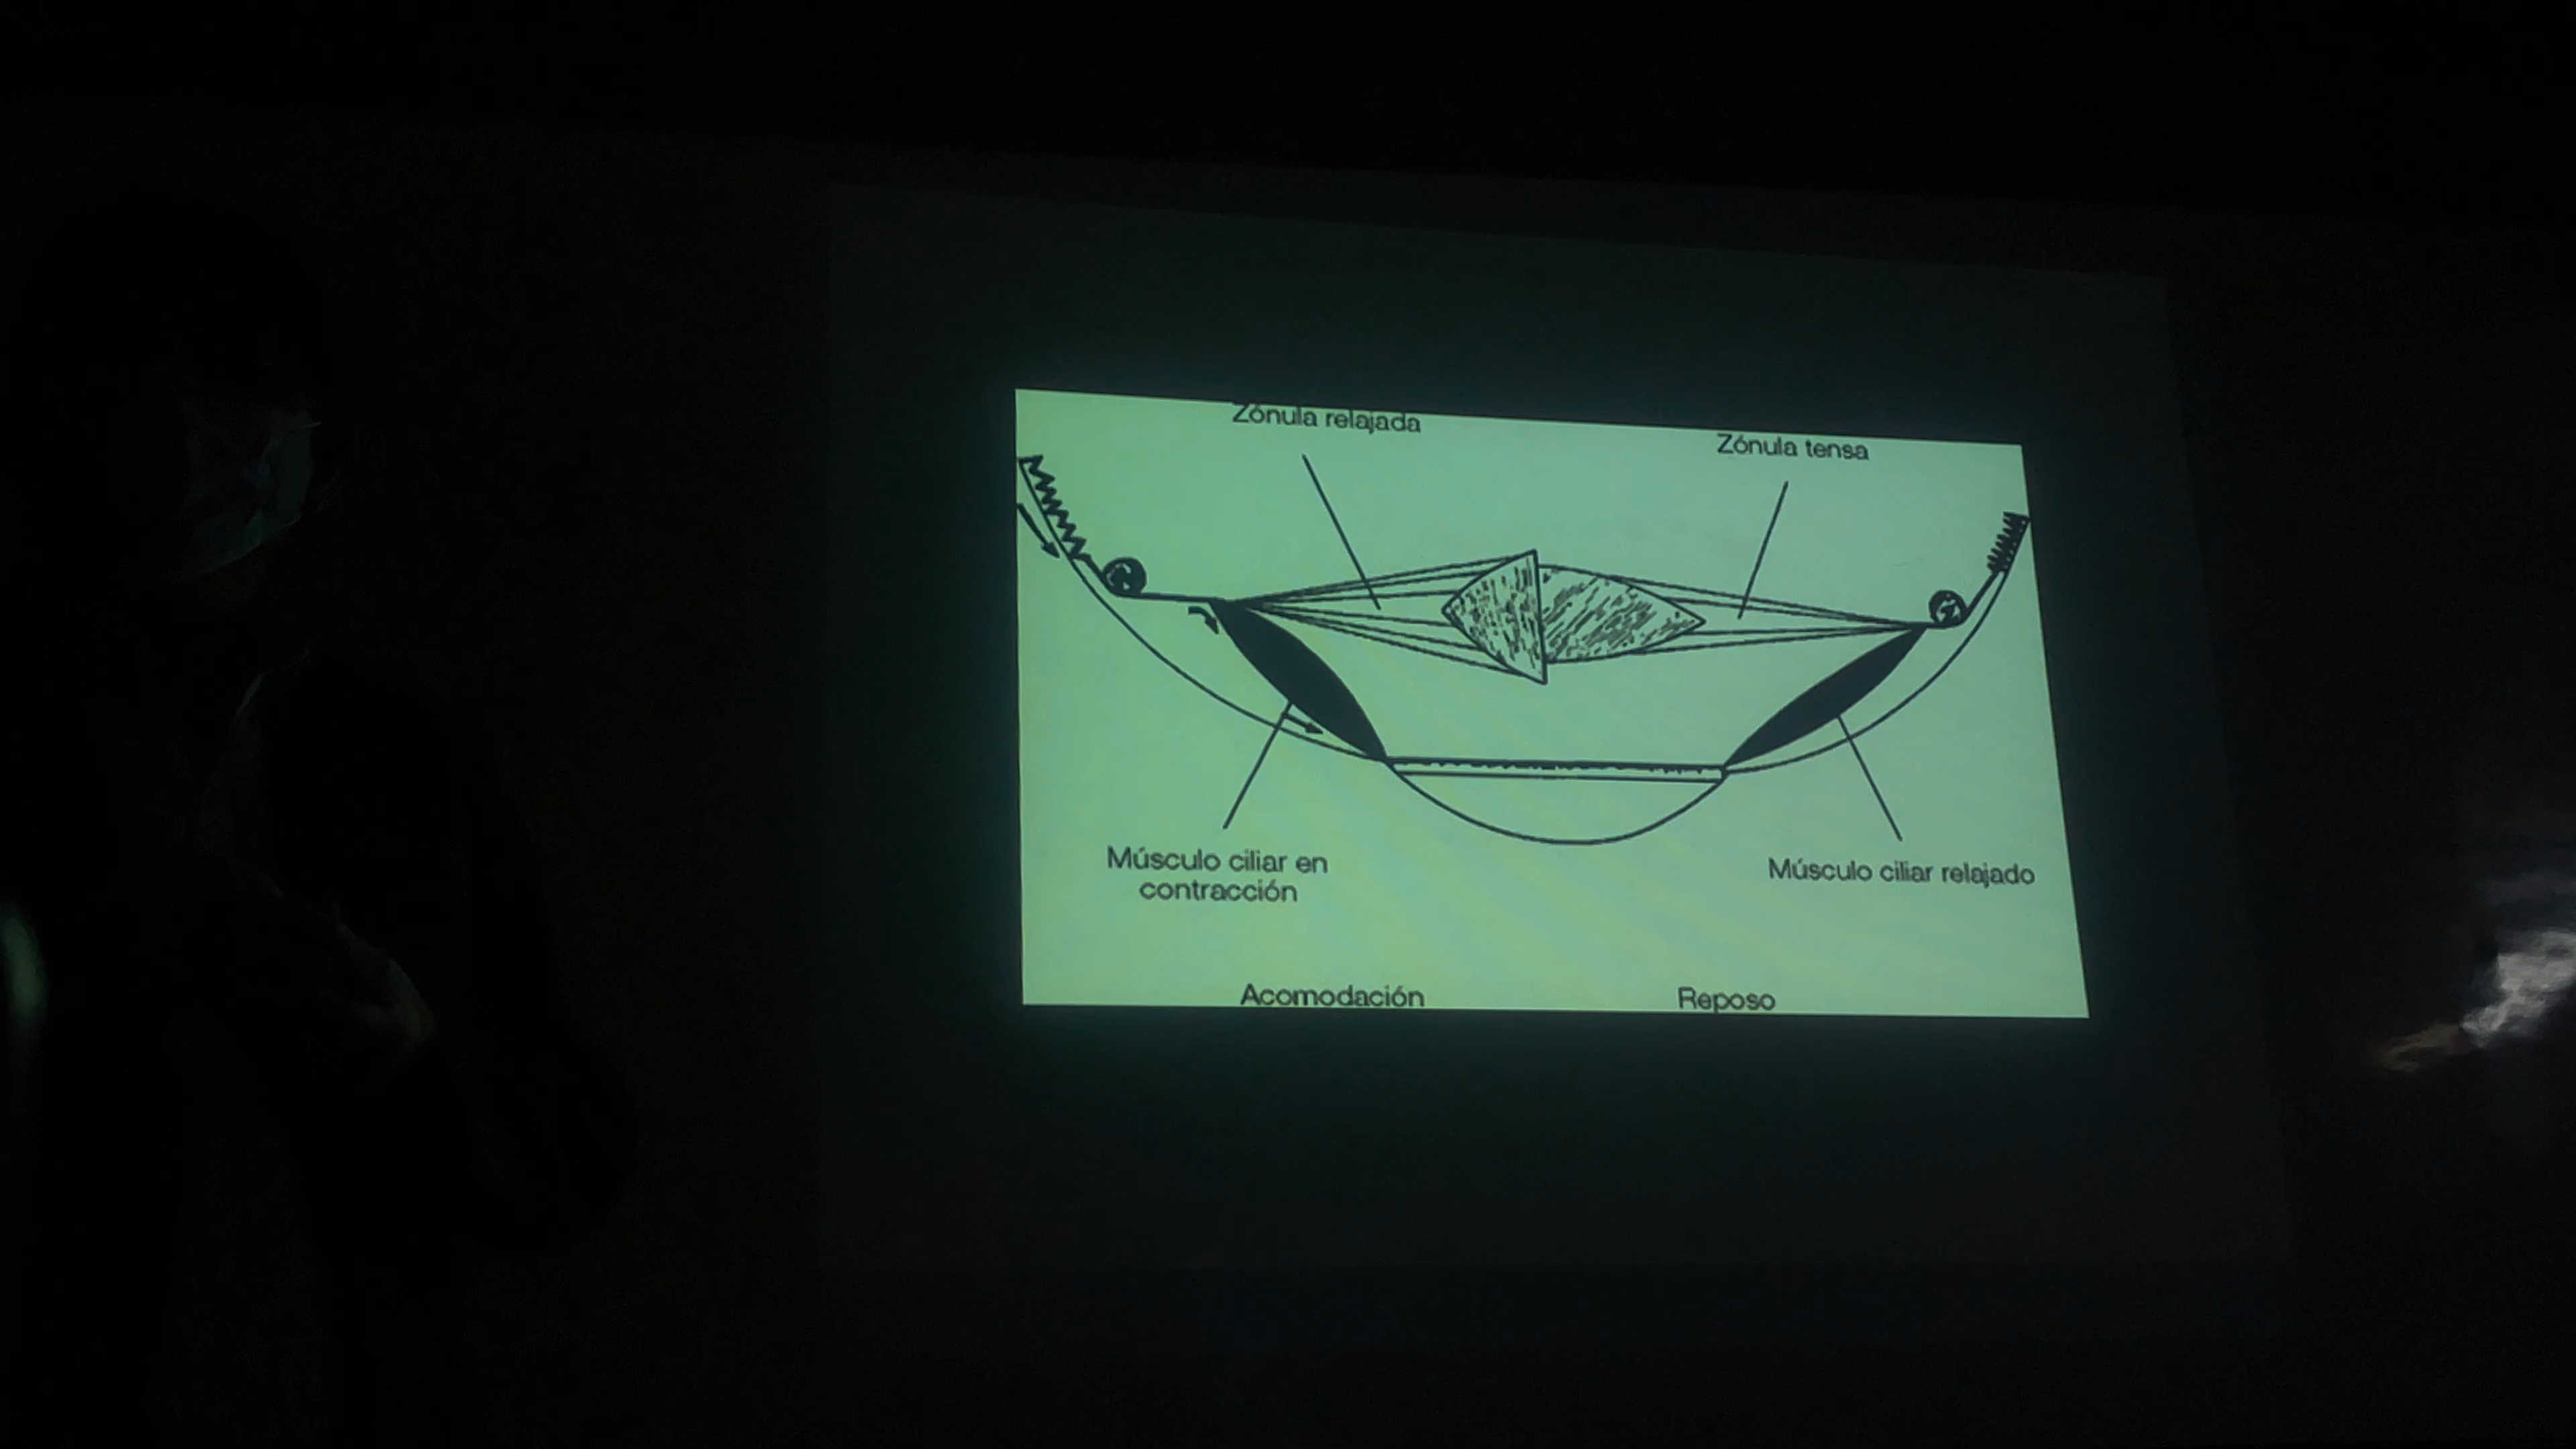 Zónula relajada
Zónula tensa
Músculo ciliar en
contracción
Músculo ciliar relajado
Acomodación
Reposo